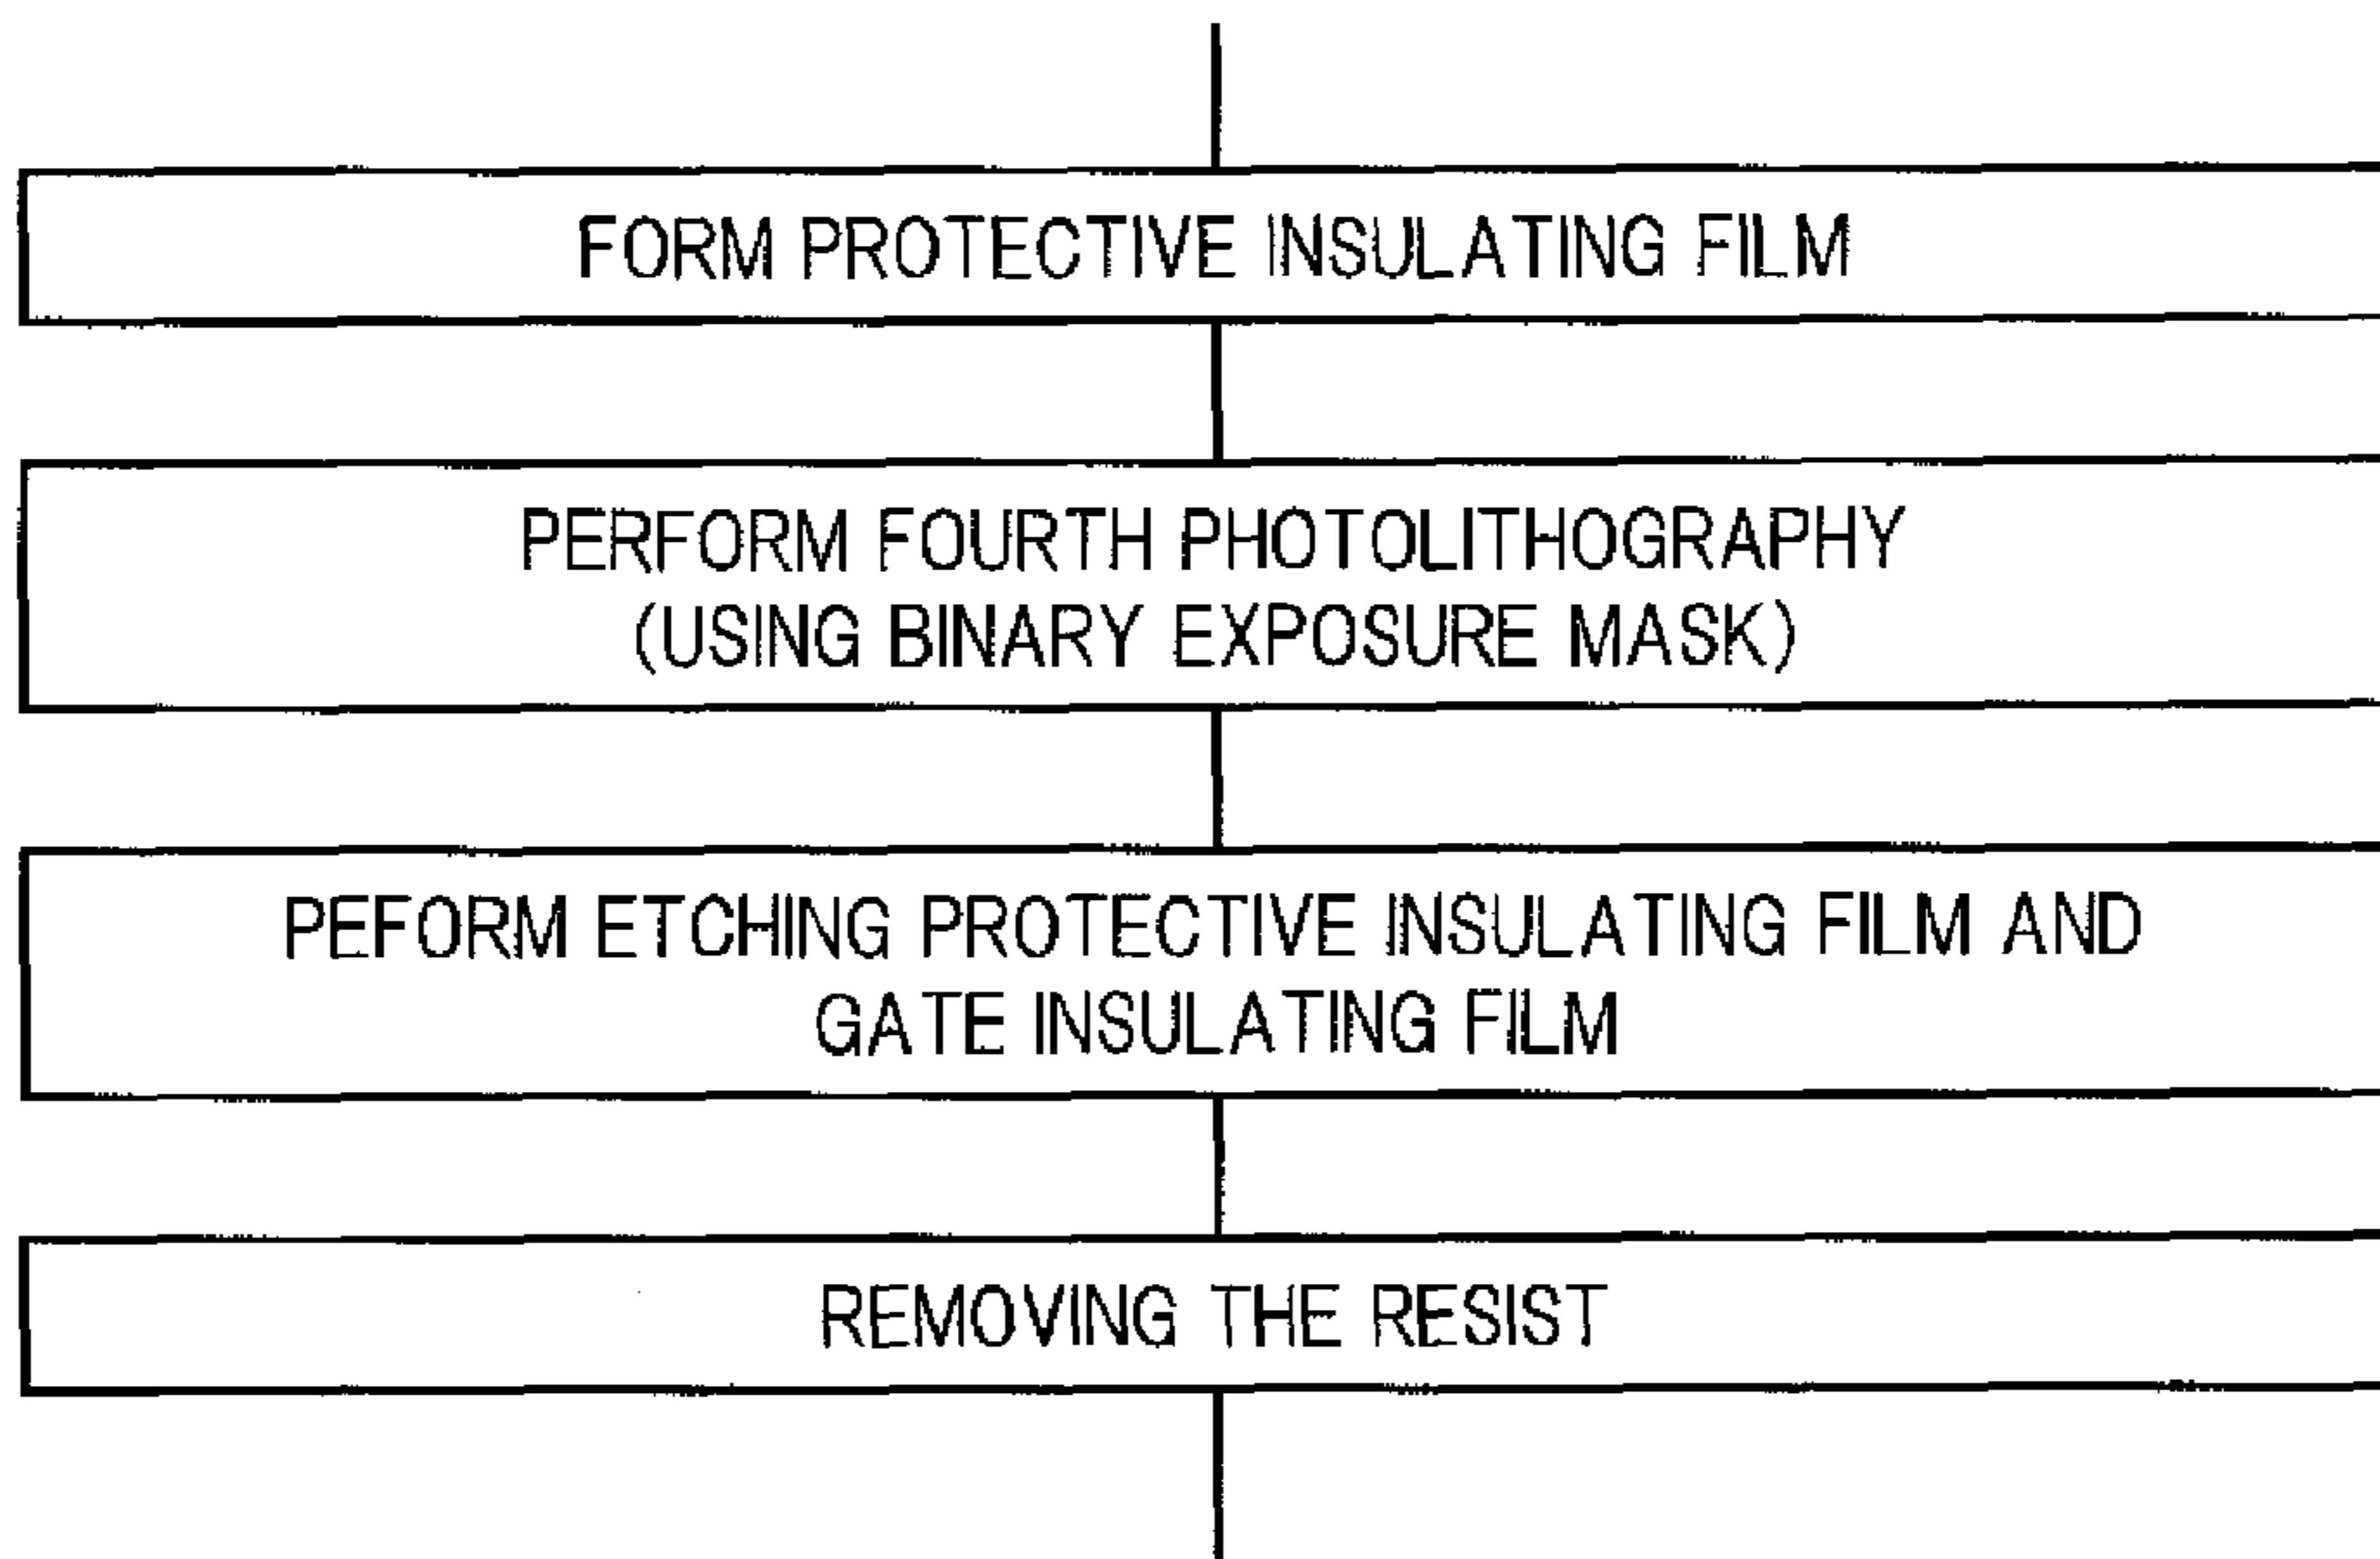 FORM PROTECTIVE INSULATING FILM
PERFORM FOURTH PHOTOLITHOGRAPHY
(USING BINARY EXPOSURE MASK)
PEFORM ETCHING PROTECTIVE INSULATING FILM AND
GATE INSULATING FILM
REMOVING THE RESIST